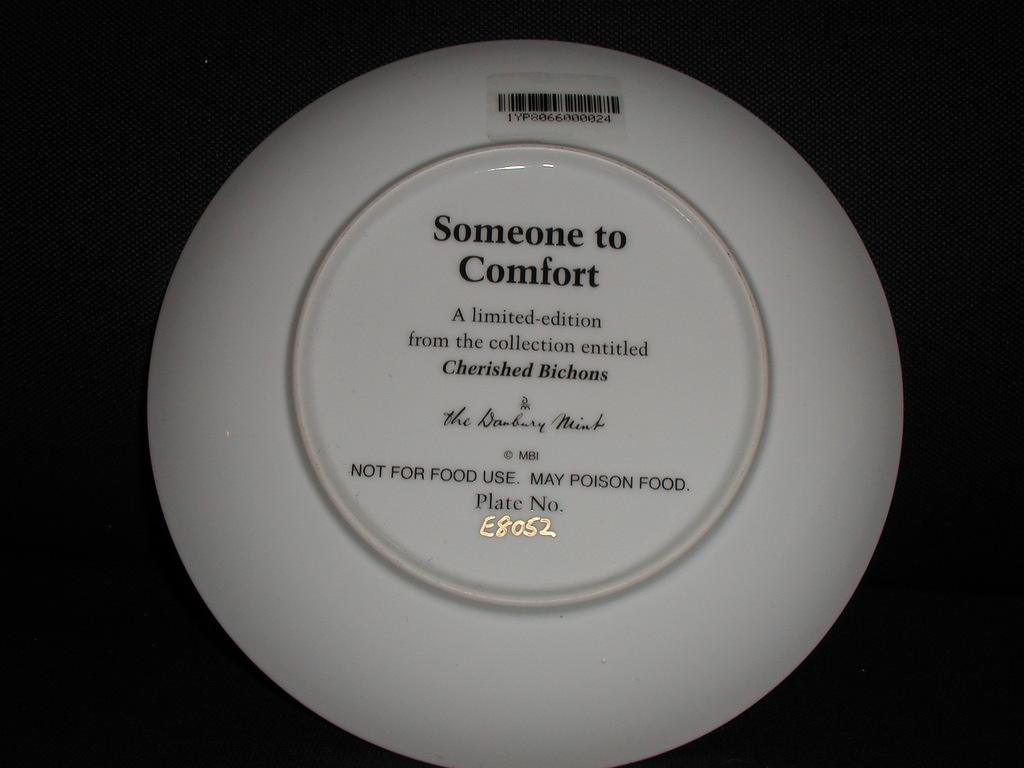 1YP8066000024
Someone to
Comfort
A limited-edition
from the collection entitled
Cherished Bichons
DM
the Danbury Mint
© MBI
NOT FOR FOOD USE. MAY POISON FOOD.
Plate No.
E8052